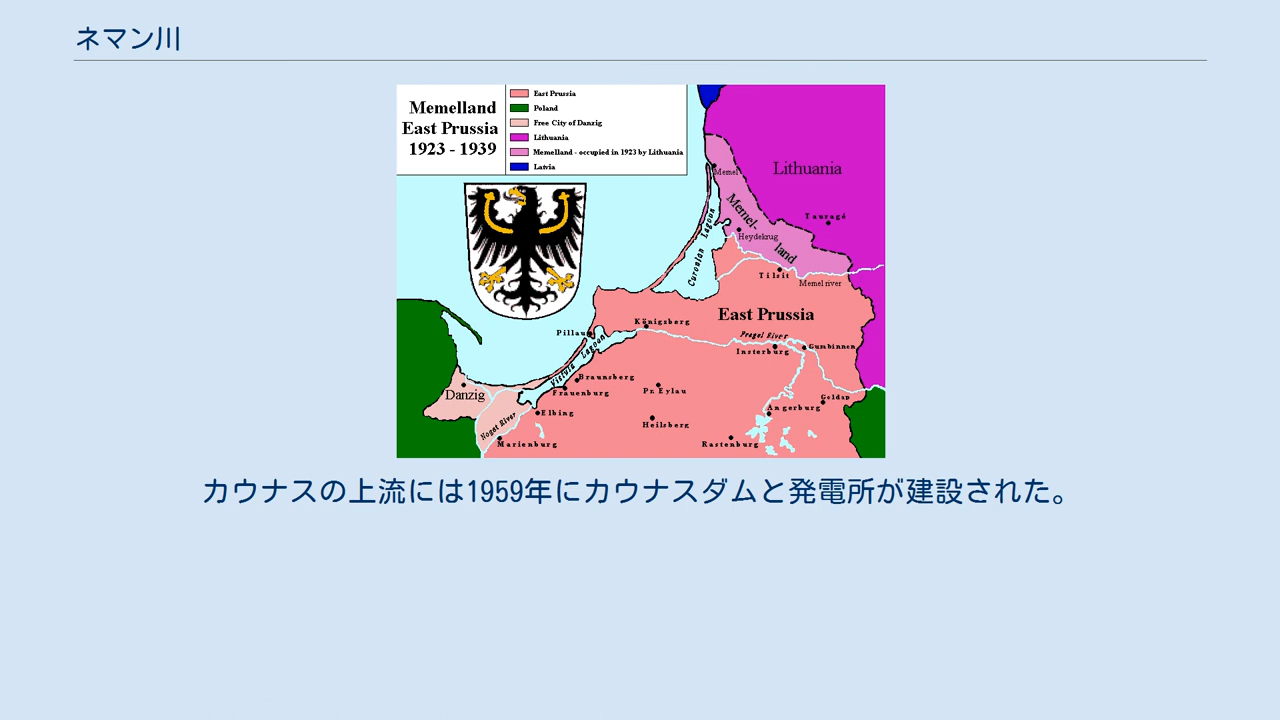 ネマン川
Memelland
East Prussia
1923 - 1939
East Prussia
Poland
Free City of Danzig
Lithuania
Memelland - occupied in 1923 by Lithuania
Latvia
Lithuania
Memel
Memel-
land
Tauragė
Curonian Lagoon
Heydekrug
Tilsit
Memel river
East Prussia
Königsberg
Pillau
Pregel River
Insterburg
Gumbinnen
Vistula Lagoon
Braunsberg
Frauenburg
Pr. Eylau
Danzig
Goldap
Angerburg
Elbing
Nogat River
Heilsberg
Marienburg
Rastenburg
カウナスの上流には1959年にカウナスダムと発電所が建設された。